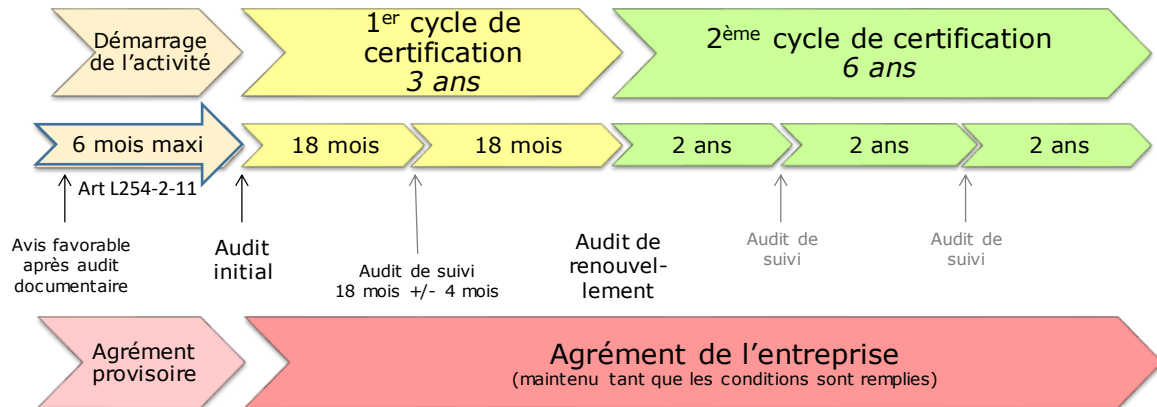 Démarrage
de l'activité
1er cycle de
certification
3 ans
2ème cycle de certification
6 ans
6 mois maxi
18 mois
18 mois
2 ans
2 ans
2 ans
Art L254-2-11
Avis favorable
après audit
documentaire
Audit
initial
Audit de suivi
18 mois +/- 4 mois
Audit de
renouvel-
lement
Audit de
suivi
Audit de
suivi
Agrément
provisoire
Agrément de l'entreprise
(maintenu tant que les conditions sont remplies)